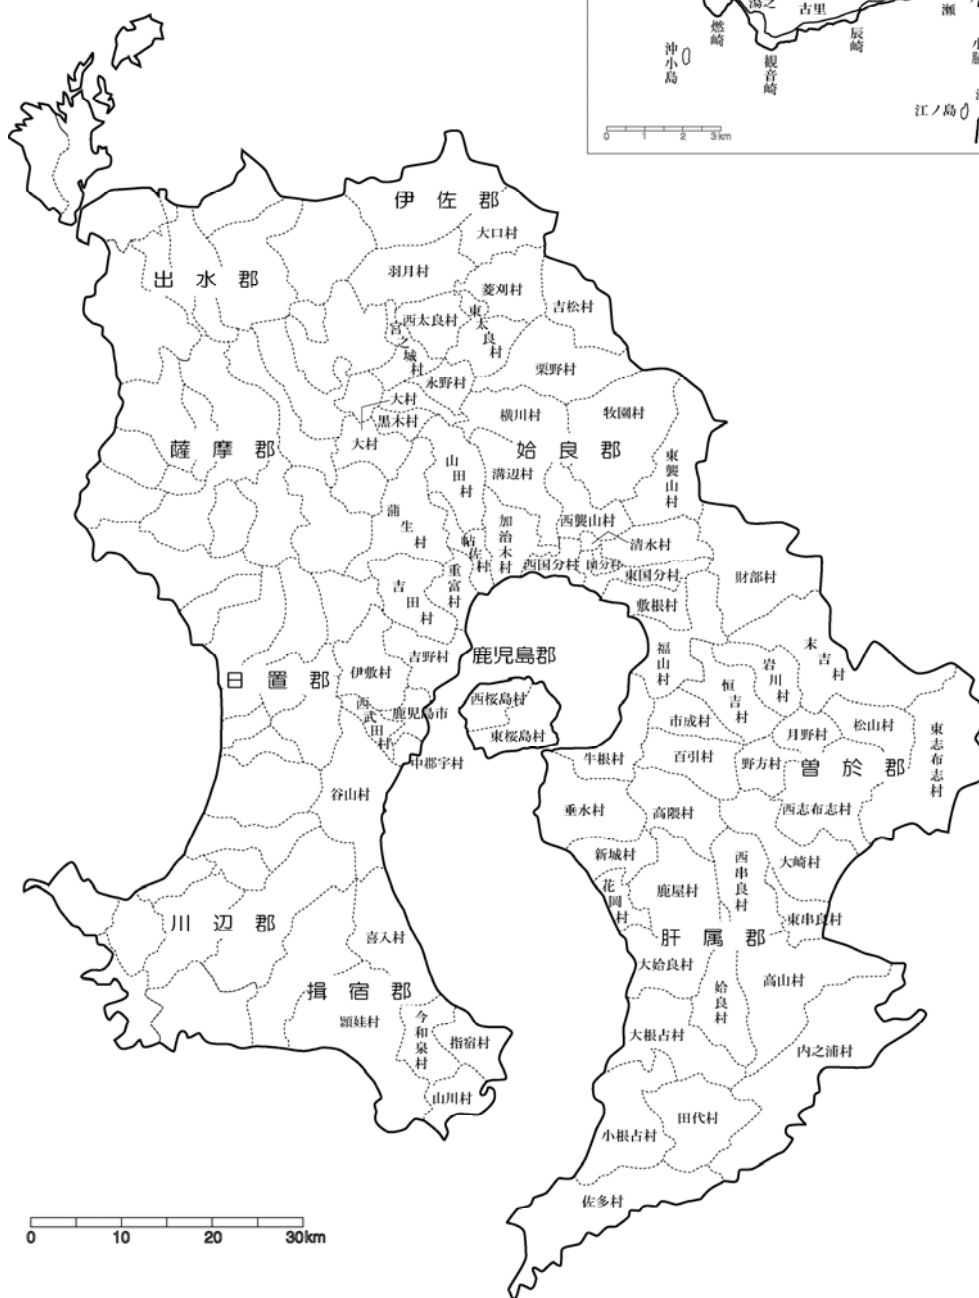 湯之
古里
瀬
燃崎
辰崎
沖小島
観音崎
江ノ島
0 1 2 3km
伊佐郡
大口村
出水郡
羽月村
菱刈村
吉松村
西太良村
東太良村
宮之城村
栗野村
永野村
大村
黒木村
横川村
牧園村
大村
薩摩郡
姶良郡
山田村
溝辺村
東襲山村
蒲生村
加治木村
西襲山村
清水村
帖佐村
西国分村
国分村
東国分村
財部村
重富村
吉田村
敷根村
吉野村
鹿児島郡
福山村
末吉村
伊敷村
岩川村
日置郡
恒吉村
西桜島村
西武田村
鹿児島市
市成村
松山村
月野村
東志布志村
東桜島村
中郡宇村
牛根村
百引村
野方村
曽於郡
谷山村
垂水村
高隈村
西志布志村
新城村
西串良村
大崎村
花岡村
鹿屋村
川辺郡
東串良村
喜入村
肝属郡
大姶良村
高山村
揖宿郡
姶良村
頴娃村
今和泉村
大根占村
指宿村
内之浦村
山川村
田代村
小根占村
佐多村
0 10 20 30km